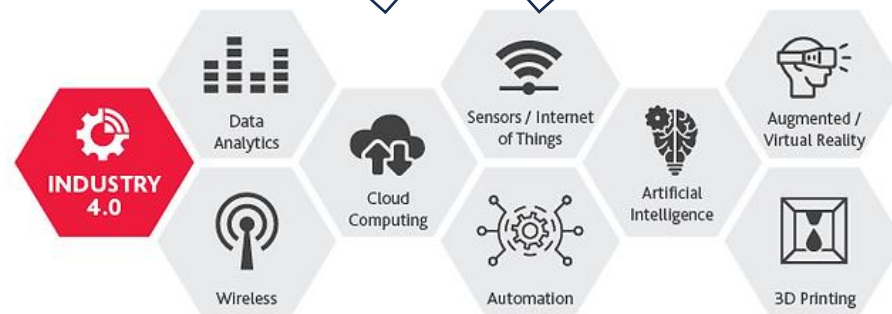 INDUSTRY
4.0
Data
Analytics
Wireless
Cloud
Computing
Sensors / Internet
of Things
Automation
Artificial
Intelligence
Augmented /
Virtual Reality
3D Printing